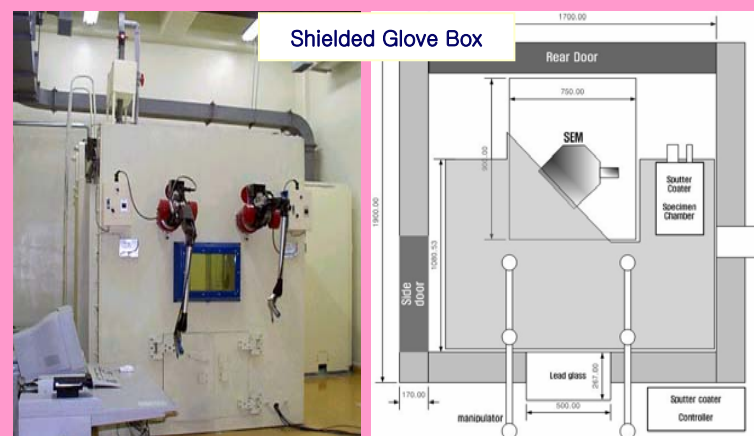 Shielded Glove Box
1700.00
Rear Door
750.00
SEM
900.00
Sputter
Coater
Specimen
Chamber
1900.00
1080.53
Side
door
Lead glass
267.00
170.00
500.00
manipulator
Sputter coater
Controller